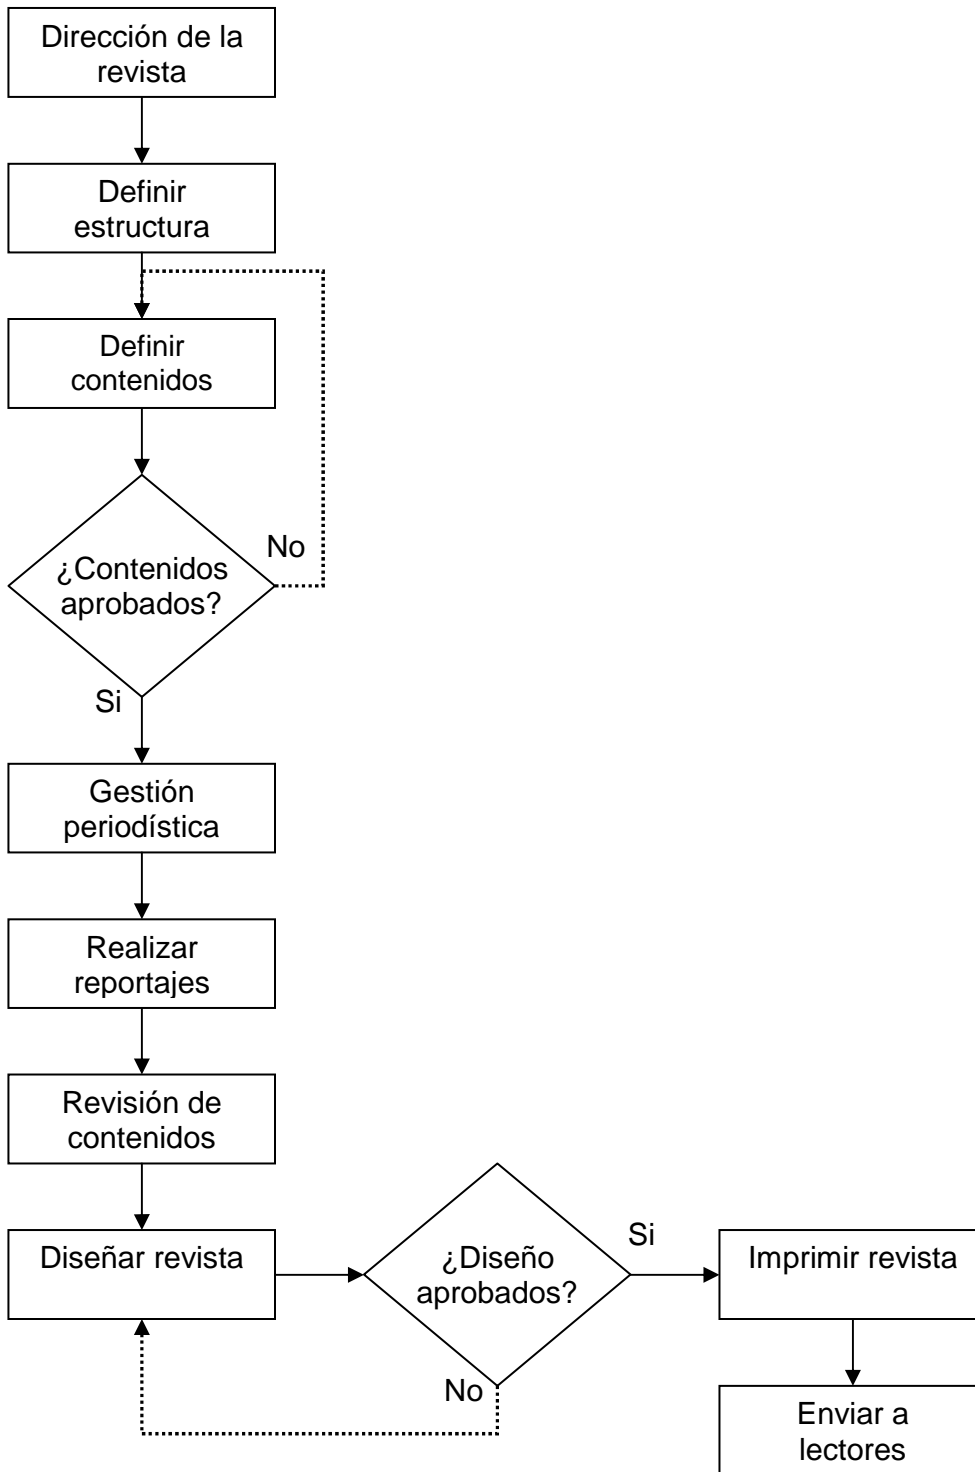 Dirección de la
revista
Definir
estructura
Definir
contenidos
No
¿Contenidos
aprobados?
Si
Gestión
periodística
Realizar
reportajes
Revisión de
contenidos
Diseñar revista
¿Diseño
aprobados?
Si
Imprimir revista
No
Enviar a
lectores